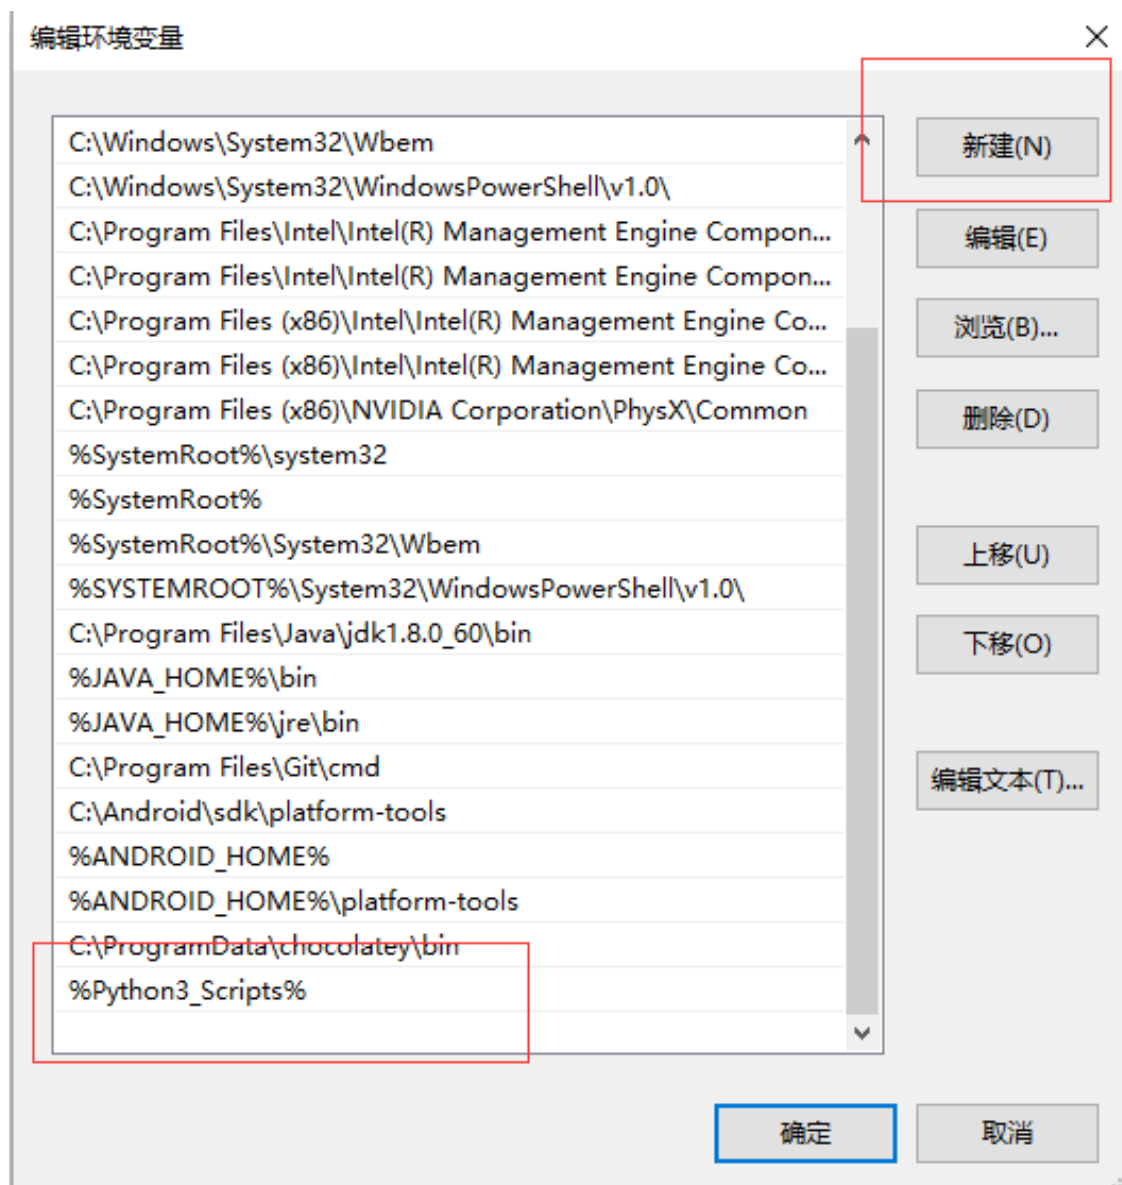 编辑环境变量
C:\Windows\System32\Wbem
C:\Windows\System32\WindowsPowerShell\v1.0\
C:\Program Files\Intel\Intel(R) Management Engine Compon...
C:\Program Files\Intel\Intel(R) Management Engine Compon...
C:\Program Files (x86)\Intel\Intel(R) Management Engine Co...
C:\Program Files (x86)\Intel\Intel(R) Management Engine Co...
C:\Program Files (x86)\NVIDIA Corporation\PhysX\Common
%SystemRoot%\system32
%SystemRoot%
%SystemRoot%\System32\Wbem
%SYSTEMROOT%\System32\WindowsPowerShell\v1.0\
C:\Program Files\Java\jdk1.8.0_60\bin
%JAVA_HOME%\bin
%JAVA_HOME%\jre\bin
C:\Program Files\Git\cmd
C:\Android\sdk\platform-tools
%ANDROID_HOME%
%ANDROID_HOME%\platform-tools
C:\ProgramData\chocolatey\bin
%Python3_Scripts%
新建(N)
编辑(E)
浏览(B)...
删除(D)
上移(U)
下移(O)
编辑文本(T)...
确定
取消